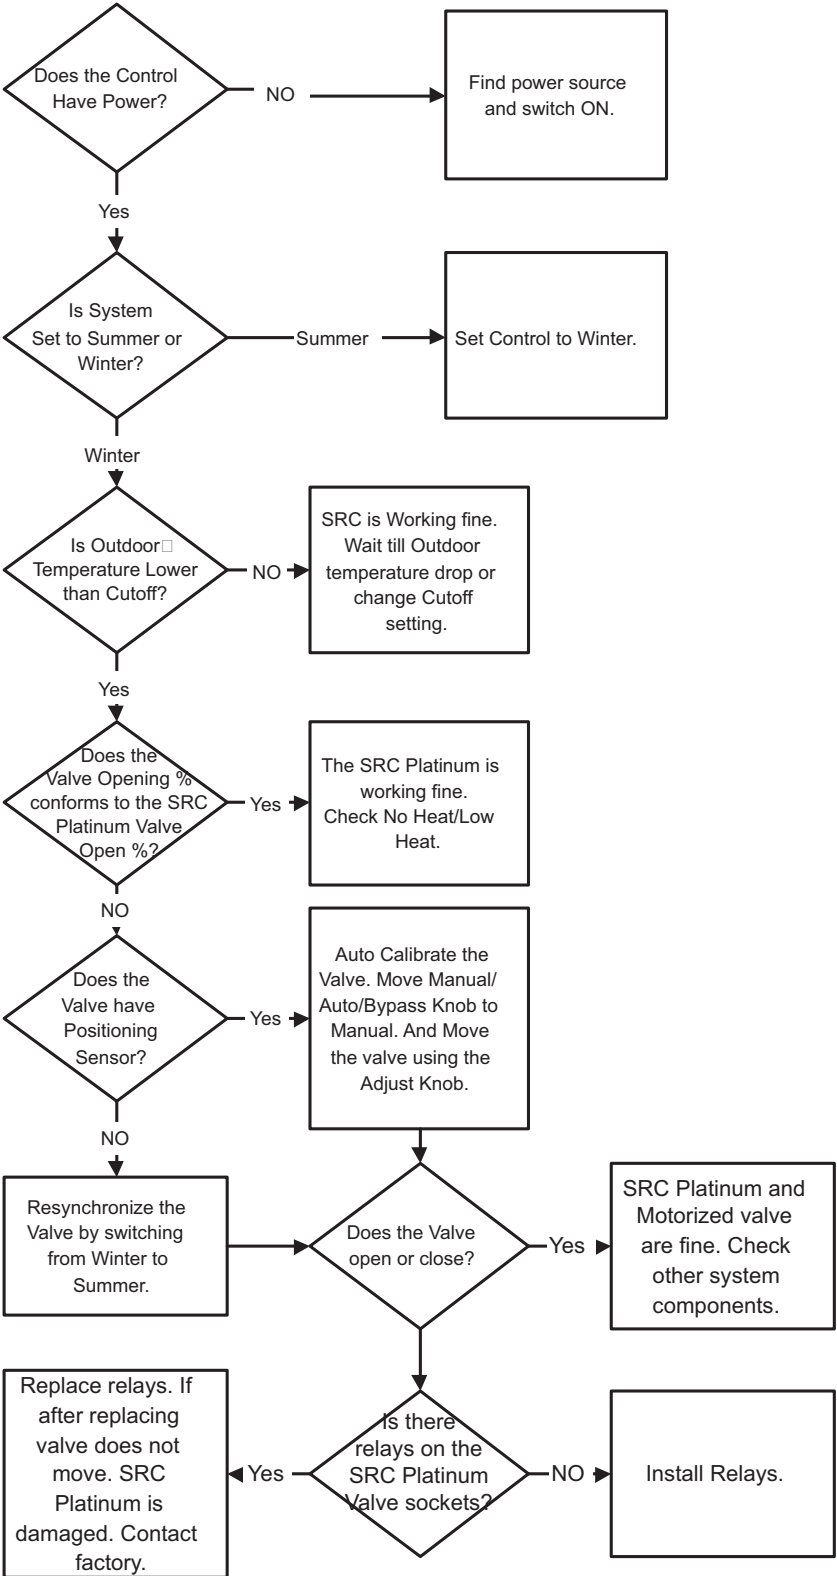 Does the Control
Have Power?
NO
Find power source
and switch ON.
Yes
Is System
Set to Summer or
Winter?
Summer
Set Control to Winter.
Winter
Is Outdoor□
Temperature Lower
than Cutoff?
NO
SRC is Working fine.
Wait till Outdoor
temperature drop or
change Cutoff
setting.
Yes
Does the
Valve Opening %
conforms to the SRC
Platinum Valve
Open %?
Yes
The SRC Platinum is
working fine.
Check No Heat/Low
Heat.
NO
Does the
Valve have
Positioning
Sensor?
Yes
Auto Calibrate the
Valve. Move Manual/
Auto/Bypass Knob to
Manual. And Move
the valve using the
Adjust Knob.
NO
Resynchronize the
Valve by switching
from Winter to
Summer.
Does the Valve
open or close?
Yes
SRC Platinum and
Motorized valve
are fine. Check
other system
components.
Replace relays. If
after replacing
valve does not
move. SRC
Platinum is
damaged. Contact
factory.
Yes
Is there
relays on the
SRC Platinum
Valve sockets?
NO
Install Relays.